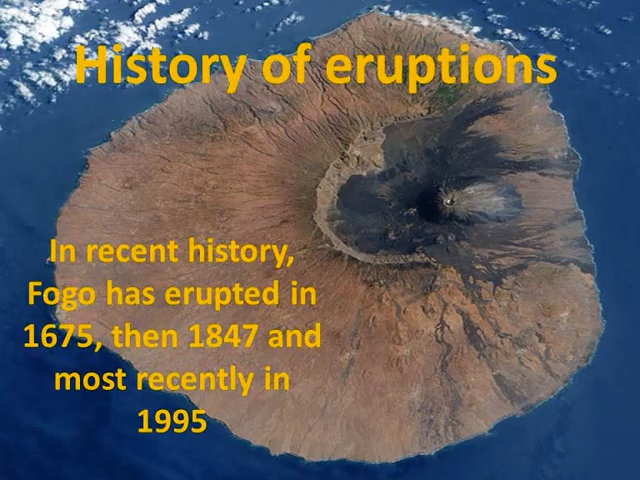 History of eruptions
In recent history,
Fogo has erupted in
1675, then 1847 and
most recently in
1995